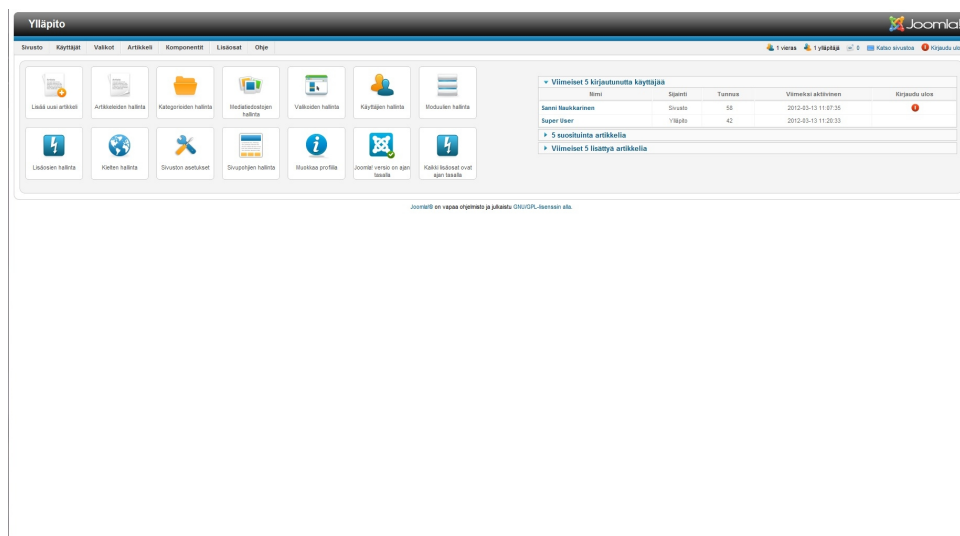 Ylläpito
Joomla!
Sivusto Käyttäjät Valikot Artikkeli Komponentit Lisäosat Ohje
1 vieras 1 ylläpitäjä 0 Katso sivustoa Kirjaudu ulo
Lisää uusi artikkeli
Artikkeleiden hallinta
Kategorioiden hallinta
Mediatiedostojen
hallinta
Valikoiden hallinta
Käyttäjien hallinta
Moduulien hallinta
Lisäosien hallinta
Kielten hallinta
Sivuston asetukset
Sivupohjien hallinta
Muokkaa profiilia
Joomla! versio on ajan
tasalla
Kaikki lisäosat ovat
ajan tasalla
Viimeiset 5 kirjautunutta käyttäjää
Nimi Sijainti Tunnus Viimeksi aktiivinen Kirjaudu ulos
Sanni Naukkarinen Sivusto 58 2012-03-13 11:07:35
Super User Ylläpito 42 2012-03-13 11:20:33
5 suosituinta artikkelia
Viimeiset 5 lisättyä artikkelia
Joomla!® on vapaa ohjelmisto ja julkaistu GNU/GPL-lisenssin alla.